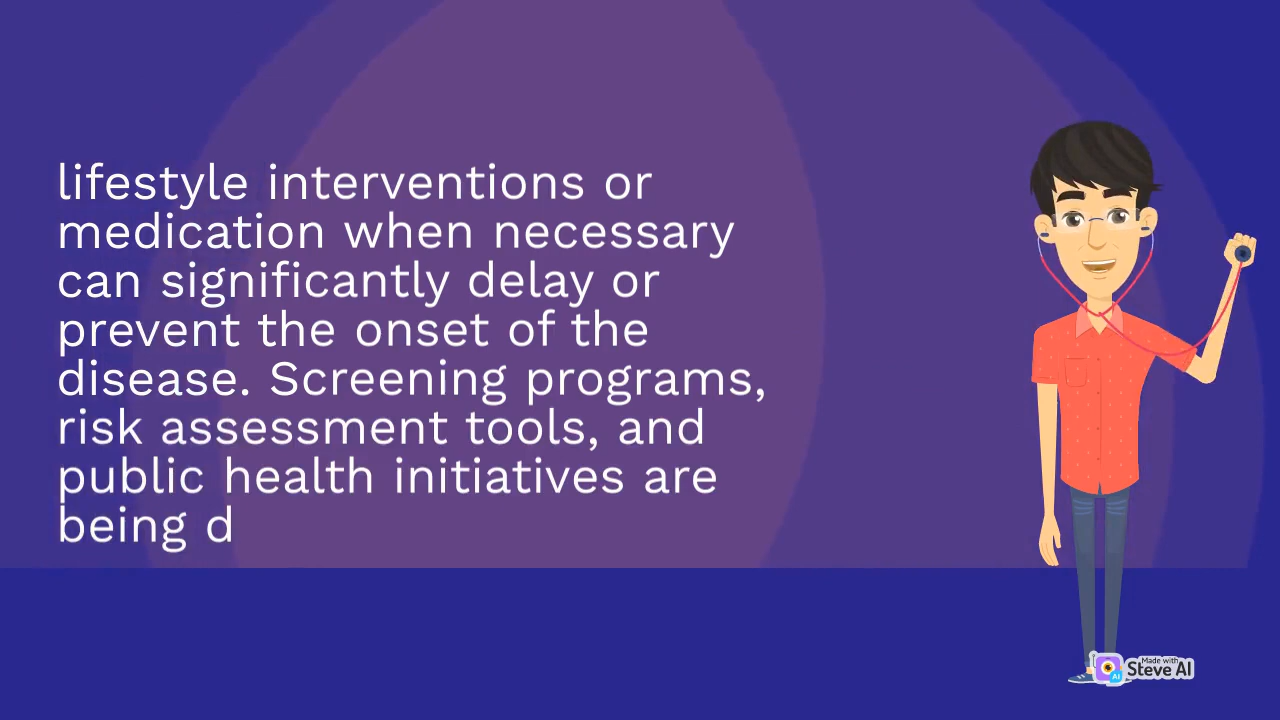 lifestyle interventions or
medication when necessary
can significantly delay or
prevent the onset of the
disease. Screening programs,
risk assessment tools, and
public health initiatives are
being d
Made with
Steve AI
AI